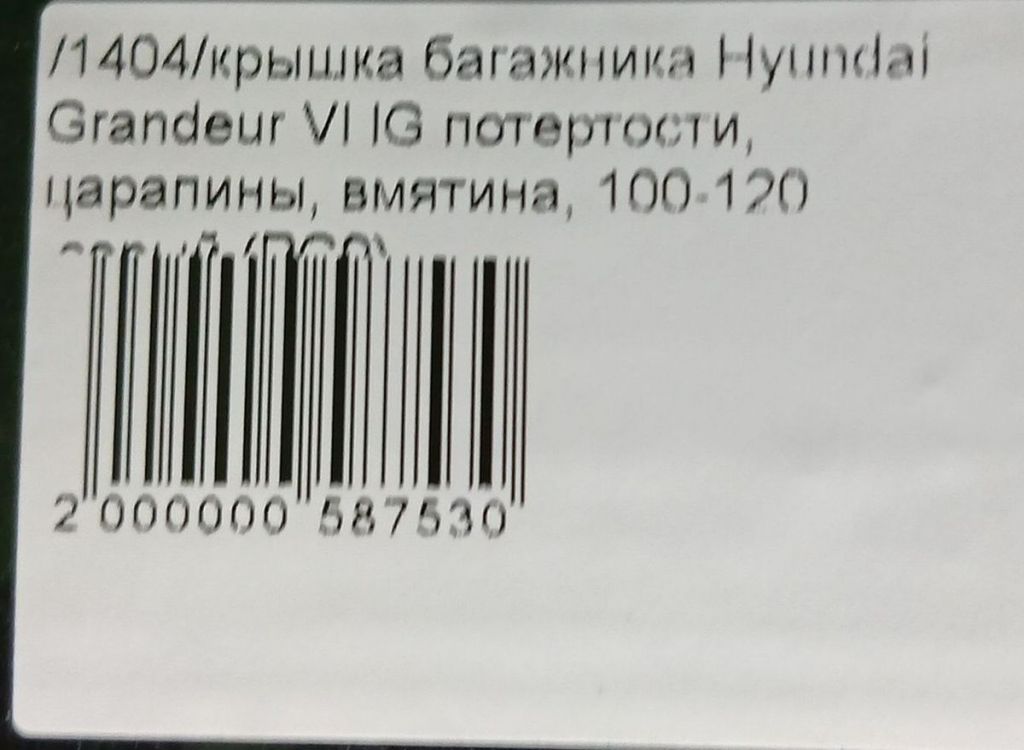 /1404/крышка багажника Hyundai
Grandeur VI IG потертости,
царапины, вмятина, 100-120
2 000000 587530